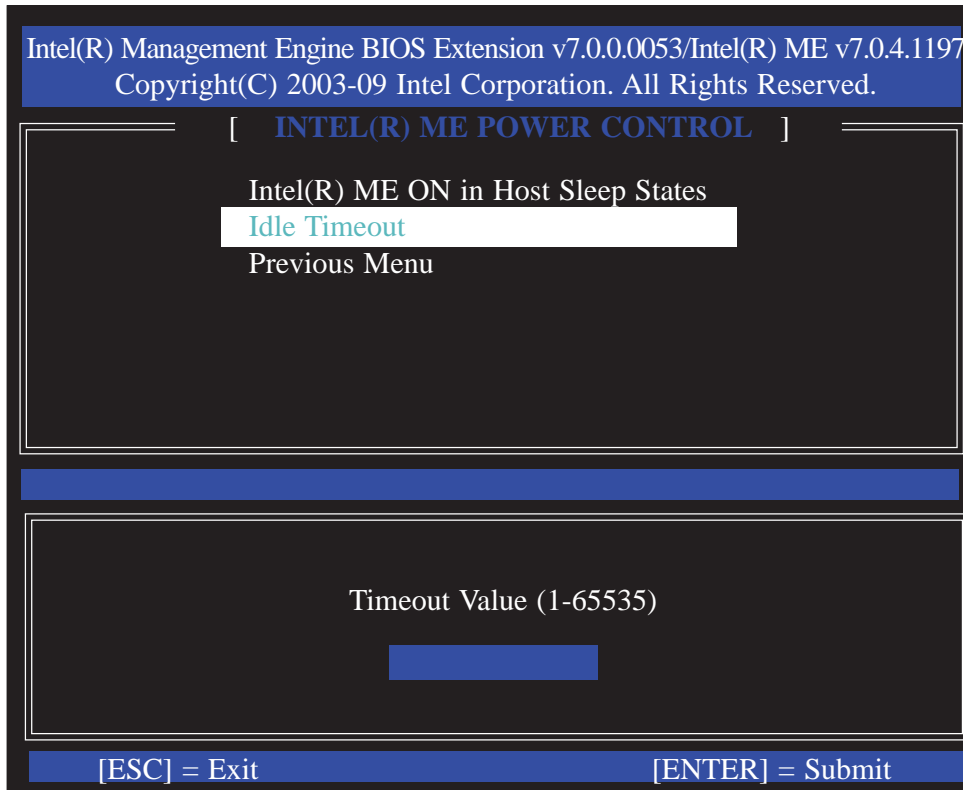 Intel(R) Management Engine BIOS Extension v7.0.0.0053/Intel(R) ME v7.0.4.1197
Copyright(C) 2003-09 Intel Corporation. All Rights Reserved.
[ INTEL(R) ME POWER CONTROL ]
Intel(R) ME ON in Host Sleep States
Idle Timeout
Previous Menu
Timeout Value (1-65535)
[ESC] = Exit [ENTER] = Submit